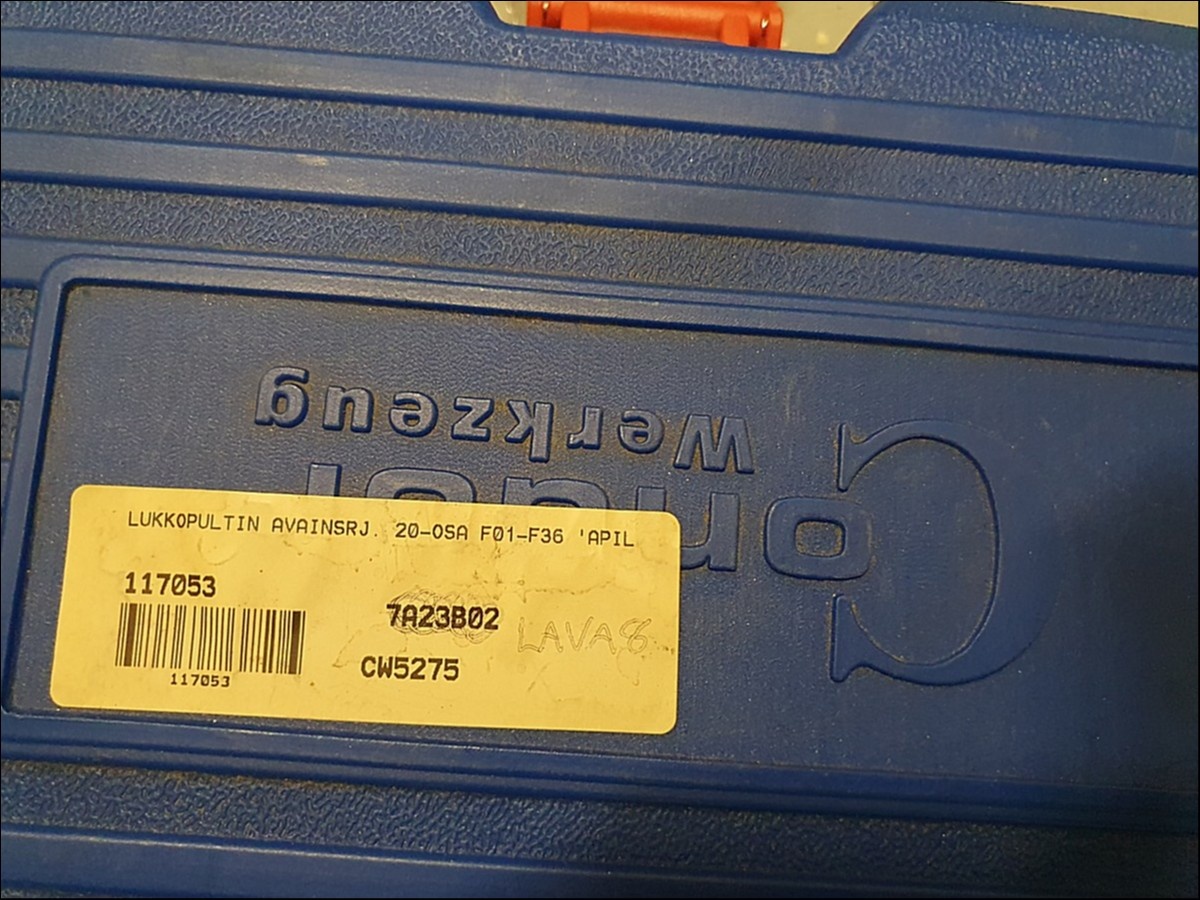 Werkzeug
LUKKOPULTIN AVAINSRJ. 20-OSA F01-F36 'APIL
117053
7A23B02
LAVA8
CW5275
117053